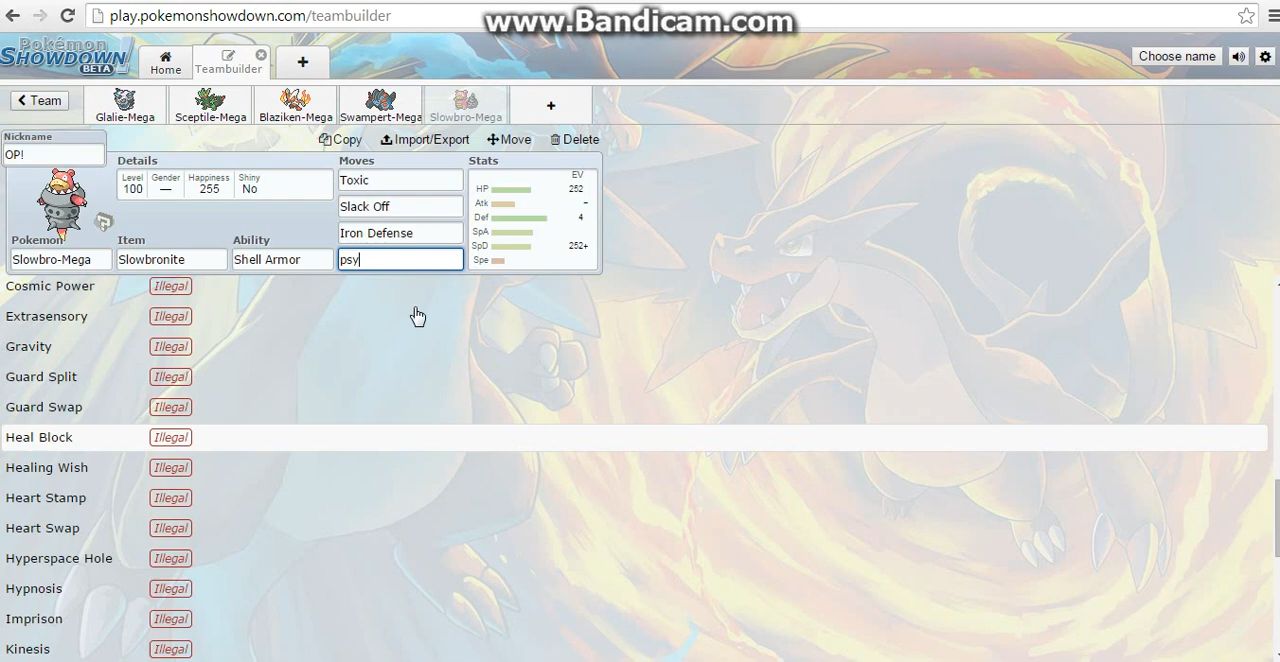 play.pokemonshowdown.com/teambuilder
www.Bandicam.com
Pokémon
SHOWDOWN!
BETA
Home
Teambuilder
+
Choose name
< Team
Glalie-Mega
Sceptile-Mega
Blaziken-Mega
Swampert-Mega
Slowbro-Mega
+
Nickname
OP!
Copy
Import/Export
Move
Delete
Details
Moves
Stats
Level
100
Gender
—
Happiness
255
Shiny
No
Toxic
Slack Off
Iron Defense
psy
EV
HP 252
Atk -
Def 4
SpA
SpD 252+
Spe
Pokemon
Slowbro-Mega
Item
Slowbronite
Ability
Shell Armor
Cosmic Power Illegal
Extrasensory Illegal
Gravity Illegal
Guard Split Illegal
Guard Swap Illegal
Heal Block Illegal
Healing Wish Illegal
Heart Stamp Illegal
Heart Swap Illegal
Hyperspace Hole Illegal
Hypnosis Illegal
Imprison Illegal
Kinesis Illegal